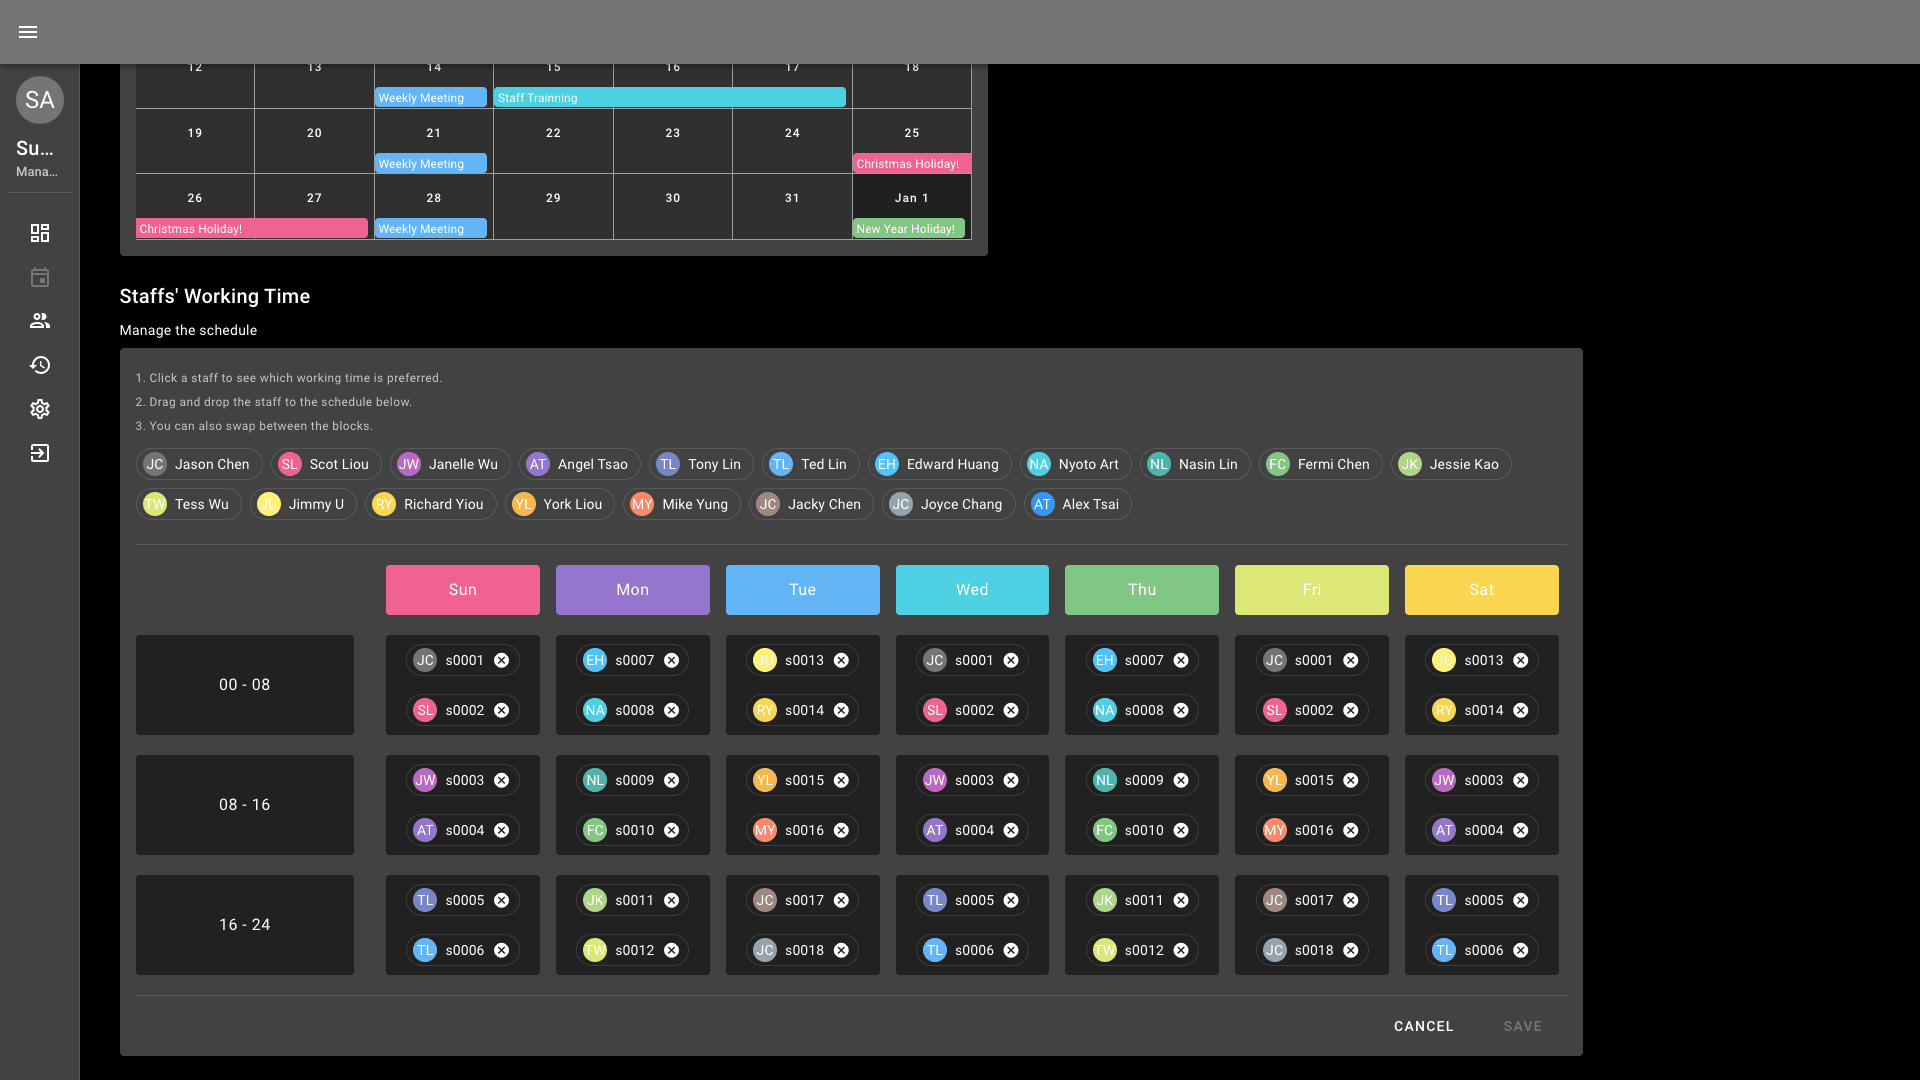 SA
Su...
Mana...
12 13 14 15 16 17 18
Weekly Meeting Staff Trainning
19 20 21 22 23 24 25
Weekly Meeting Christmas Holiday!
26 27 28 29 30 31 Jan 1
Christmas Holiday! Weekly Meeting New Year Holiday!
Staffs' Working Time
Manage the schedule
1. Click a staff to see which working time is preferred.
2. Drag and drop the staff to the schedule below.
3. You can also swap between the blocks.
JC Jason Chen SL Scot Liou JW Janelle Wu AT Angel Tsao TL Tony Lin TL Ted Lin EH Edward Huang NA Nyoto Art NL Nasin Lin FC Fermi Chen JK Jessie Kao
TW Tess Wu JU Jimmy U RY Richard Yiou YL York Liou MY Mike Yung JC Jacky Chen JC Joyce Chang AT Alex Tsai
Sun Mon Tue Wed Thu Fri Sat
00 - 08
JC s0001 EH s0007 JU s0013 JC s0001 EH s0007 JC s0001 JU s0013
SL s0002 NA s0008 RY s0014 SL s0002 NA s0008 SL s0002 RY s0014
08 - 16
JW s0003 NL s0009 YL s0015 JW s0003 NL s0009 YL s0015 JW s0003
AT s0004 FC s0010 MY s0016 AT s0004 FC s0010 MY s0016 AT s0004
16 - 24
TL s0005 JK s0011 JC s0017 TL s0005 JK s0011 JC s0017 TL s0005
TL s0006 TW s0012 JC s0018 TL s0006 TW s0012 JC s0018 TL s0006
CANCEL SAVE